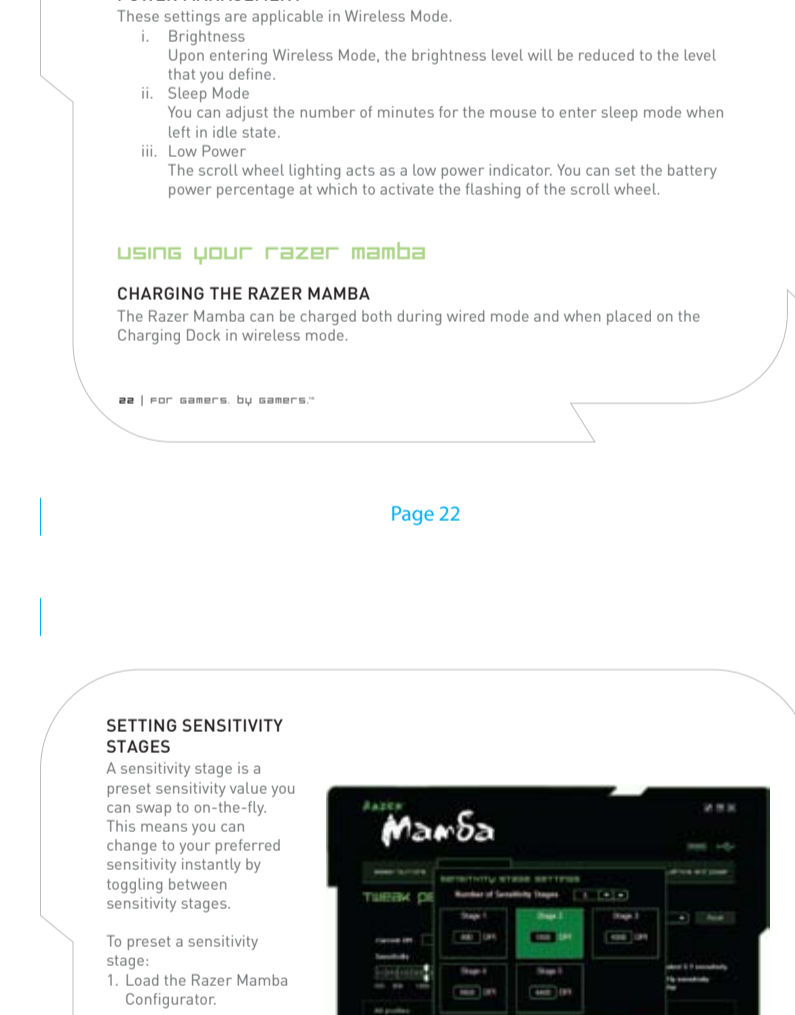 These settings are applicable in Wireless Mode.
i. Brightness
Upon entering Wireless Mode, the brightness level will be reduced to the level
that you define.
ii. Sleep Mode
You can adjust the number of minutes for the mouse to enter sleep mode when
left in idle state.
iii. Low Power
The scroll wheel lighting acts as a low power indicator. You can set the battery
power percentage at which to activate the flashing of the scroll wheel.
using your razer mamba
CHARGING THE RAZER MAMBA
The Razer Mamba can be charged both during wired mode and when placed on the
Charging Dock in wireless mode.
22 | For Gamers. by Gamers.™
Page 22
SETTING SENSITIVITY
STAGES
A sensitivity stage is a
preset sensitivity value you
can swap to on-the-fly.
This means you can
change to your preferred
sensitivity instantly by
toggling between
sensitivity stages.
To preset a sensitivity
stage:
1. Load the Razer Mamba
Configurator.
Razer
Mamba
SENSITIVITY STAGE SETTINGS
Number of Sensitivity Stages
Stage 1 Stage 2 Stage 3
DPI DPI DPI
Stage 4 Stage 5
DPI DPI
Sensitivity
All profiles